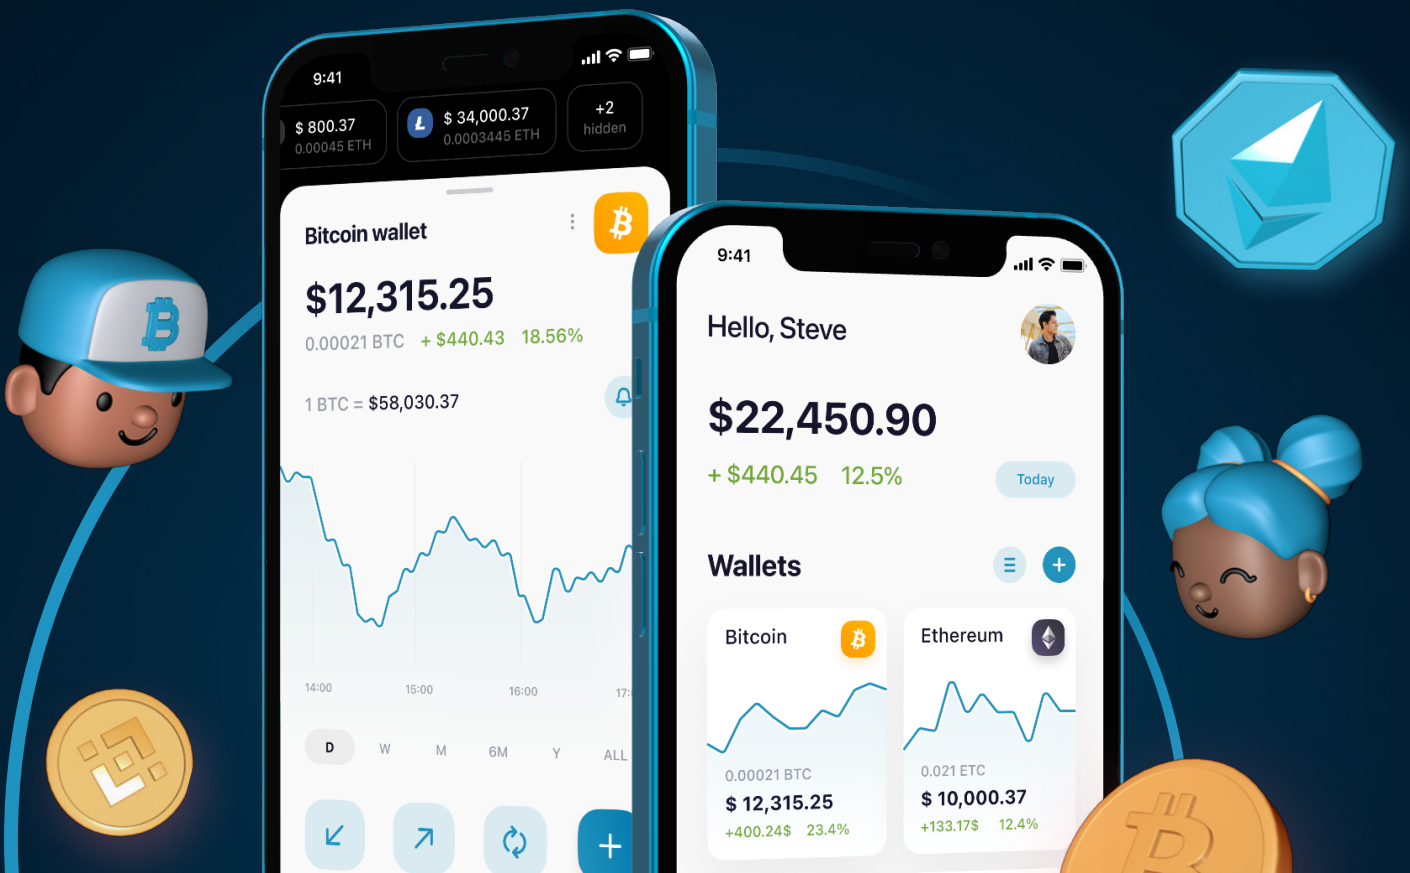 9:41
$ 800.37
0.00045 ETH
$ 34,000.37
0.0003445 ETH
+2
hidden
Bitcoin wallet
$12,315.25
0.00021 BTC + $440.43 18.56%
1 BTC = $58,030.37
14:00 15:00 16:00 17:
D W M 6M Y ALL
9:41
Hello, Steve
$22,450.90
+ $440.45 12.5%
Today
Wallets
Bitcoin
0.00021 BTC
$ 12,315.25
+400.24$ 23.4%
Ethereum
0.021 ETC
$ 10,000.37
+133.17$ 12.4%